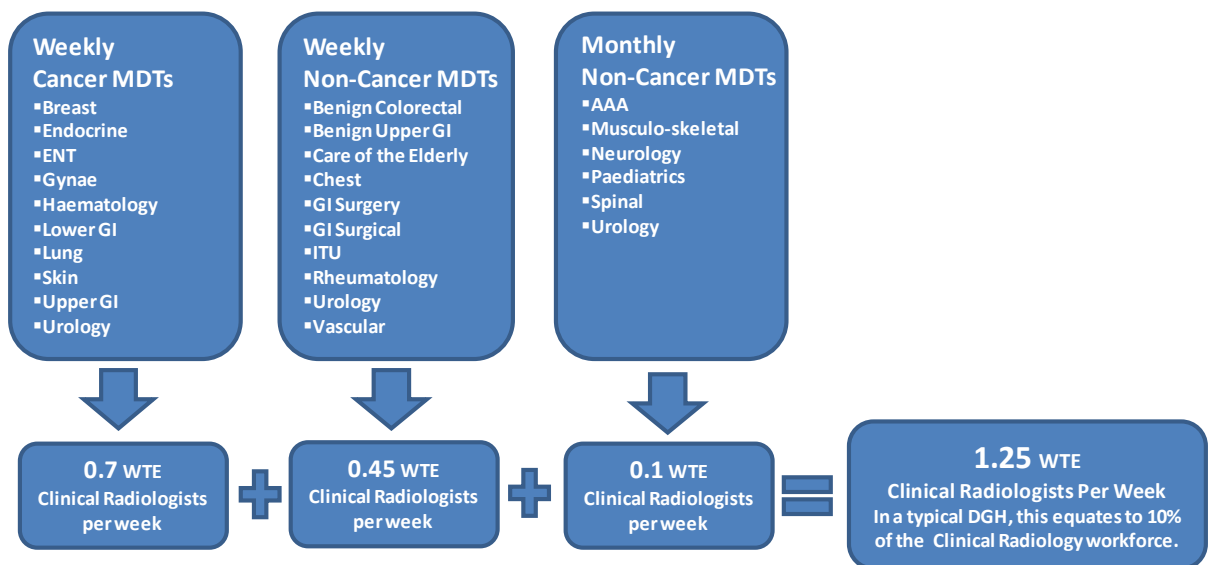 Weekly
Cancer MDTs
▪Breast
▪Endocrine
▪ENT
▪Gynae
▪Haematology
▪Lower GI
▪Lung
▪Skin
▪Upper GI
▪Urology
Weekly
Non-Cancer MDTs
▪Benign Colorectal
▪Benign Upper GI
▪Care of the Elderly
▪Chest
▪GI Surgery
▪GI Surgical
▪ITU
▪Rheumatology
▪Urology
▪Vascular
Monthly
Non-Cancer MDTs
▪AAA
▪Musculo-skeletal
▪Neurology
▪Paediatrics
▪Spinal
▪Urology
0.7 WTE
Clinical Radiologists
per week
0.45 WTE
Clinical Radiologists
per week
0.1 WTE
Clinical Radiologists
per week
1.25 WTE
Clinical Radiologists Per Week
In a typical DGH, this equates to 10%
of the Clinical Radiology workforce.